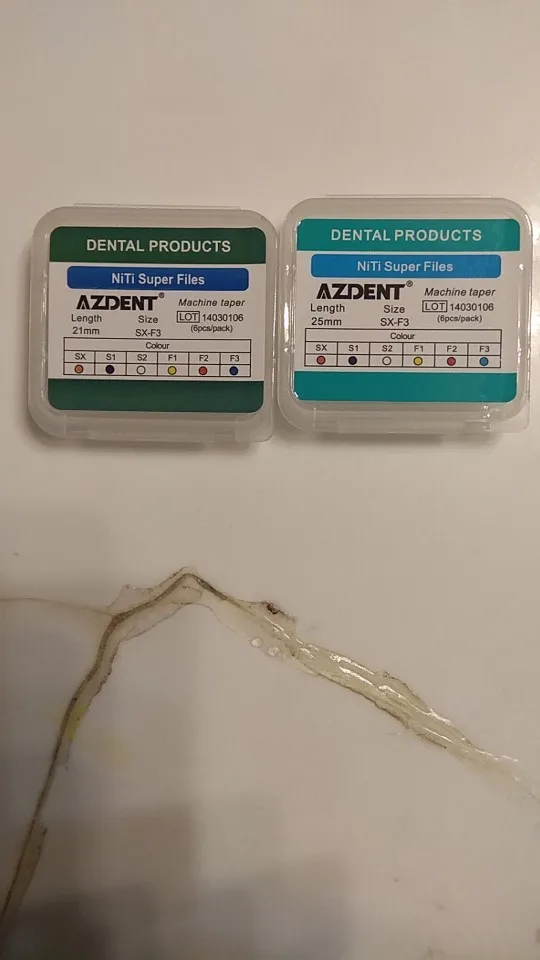 DENTAL PRODUCTS
NiTi Super Files
AZDENT®
Machine taper
Length
Size
LOT 14030106
21mm
SX-F3
(6pcs/pack)
Colour
SX S1 S2 F1 F2 F3
DENTAL PRODUCTS
NiTi Super Files
AZDENT®
Machine taper
Length
Size
LOT 14030106
25mm
SX-F3
(6pcs/pack)
Colour
SX S1 S2 F1 F2 F3